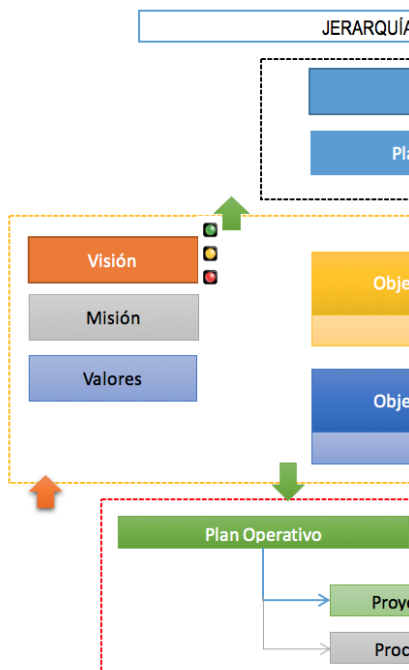 JERARQUÍA
Pla
Visión
Misión
Valores
Obje
Obje
Plan Operativo
Proye
Proc